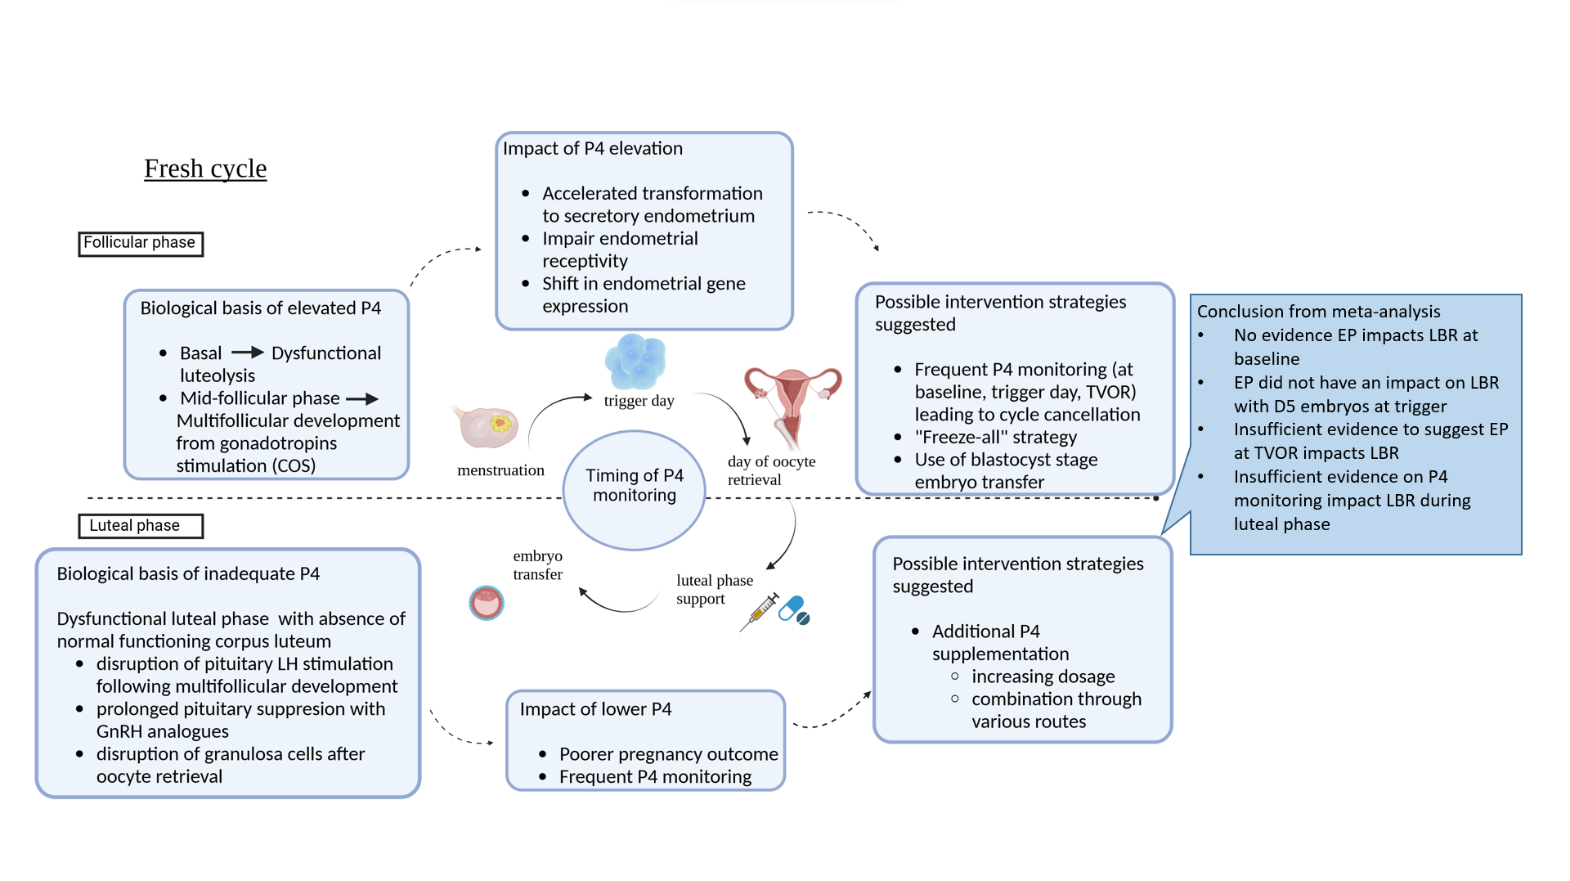 Fresh cycle
Follicular phase
Biological basis of elevated P4
• Basal → Dysfunctional
luteolysis
• Mid-follicular phase →
Multifollicular development
from gonadotropins
stimulation (COS)
Impact of P4 elevation
• Accelerated transformation
to secretory endometrium
• Impair endometrial
receptivity
• Shift in endometrial gene
expression
Possible intervention strategies
suggested
• Frequent P4 monitoring (at
baseline, trigger day, TVOR)
leading to cycle cancellation
• "Freeze-all" strategy
• Use of blastocyst stage
embryo transfer
Conclusion from meta-analysis
• No evidence EP impacts LBR at
baseline
• EP did not have an impact on LBR
with D5 embryos at trigger
• Insufficient evidence to suggest EP
at TVOR impacts LBR
• Insufficient evidence on P4
monitoring impact LBR during
luteal phase
menstruation
trigger day
day of oocyte
retrieval
Timing of P4
monitoring
luteal phase
support
embryo
transfer
Luteal phase
Biological basis of inadequate P4
Dysfunctional luteal phase with absence of
normal functioning corpus luteum
• disruption of pituitary LH stimulation
following multifollicular development
• prolonged pituitary suppresion with
GnRH analogues
• disruption of granulosa cells after
oocyte retrieval
Impact of lower P4
• Poorer pregnancy outcome
• Frequent P4 monitoring
Possible intervention strategies
suggested
• Additional P4
supplementation
○ increasing dosage
○ combination through
various routes